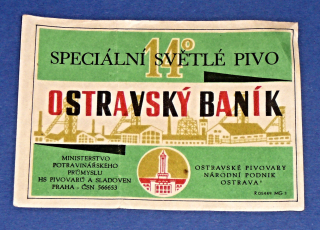 14°
SPECIÁLNÍ SVĚTLÉ PIVO
OSTRAVSKÝ BANÍK
MINISTERSTVO
POTRAVINÁŘSKÉHO
PRŮMYSLU
HS PIVOVARŮ A SLADOVEN
PRAHA - ČSN 566653
OSTRAVSKÉ PIVOVARY
NÁRODNÍ PODNIK
OSTRAVA